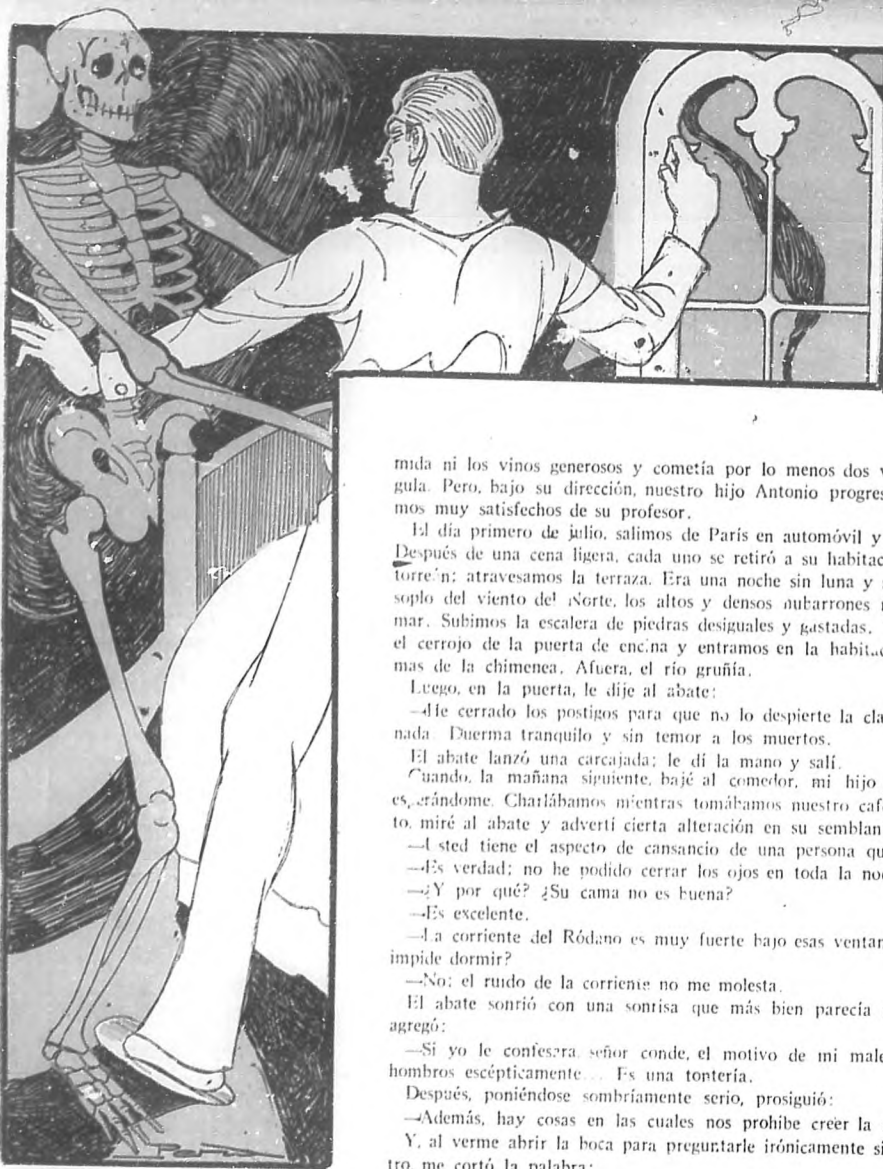 mida ni los vinos generosos y cometía por lo menos dos v
gula. Pero, bajo su dirección, nuestro hijo Antonio progres
mos muy satisfechos de su profesor.
El día primero de julio, salimos de París en automóvil y
Después de una cena ligera, cada uno se retiró a su habitac
torreón; atravesamos la terraza. Era una noche sin luna y
soplo del viento del Norte, los altos y densos nubarrones
mar. Subimos la escalera de piedras desiguales y gastadas.
el cerrojo de la puerta de encina y entramos en la habitac
mas de la chimenea. Afuera, el río gruñía.
Luego, en la puerta, le dije al abate:
—He cerrado los postigos para que no lo despierte la cla
nada. Duerma tranquilo y sin temor a los muertos.
El abate lanzó una carcajada; le dí la mano y salí.
Cuando, la mañana siguiente, bajé al comedor, mi hijo
esperándome. Charlábamos mientras tomábamos nuestro caf
to, miré al abate y advertí cierta alteración en su semblan
—Usted tiene el aspecto de cansancio de una persona qu
—Es verdad; no he podido cerrar los ojos en toda la no
—¿Y por qué? ¿Su cama no es buena?
—Es excelente.
—La corriente del Ródano es muy fuerte bajo esas ventan
impide dormir?
—No; el ruido de la corriente no me molesta.
El abate sonrió con una sonrisa que más bien parecía
agregó:
—Si yo le confesara, señor conde, el motivo de mi male
hombros escépticamente... Es una tontería.
Después, poniéndose sombríamente serio, prosiguió:
—Además, hay cosas en las cuales nos prohibe creer la
Y, al verme abrir la boca para preguntarle irónicamente si
tro me cortó la palabra: